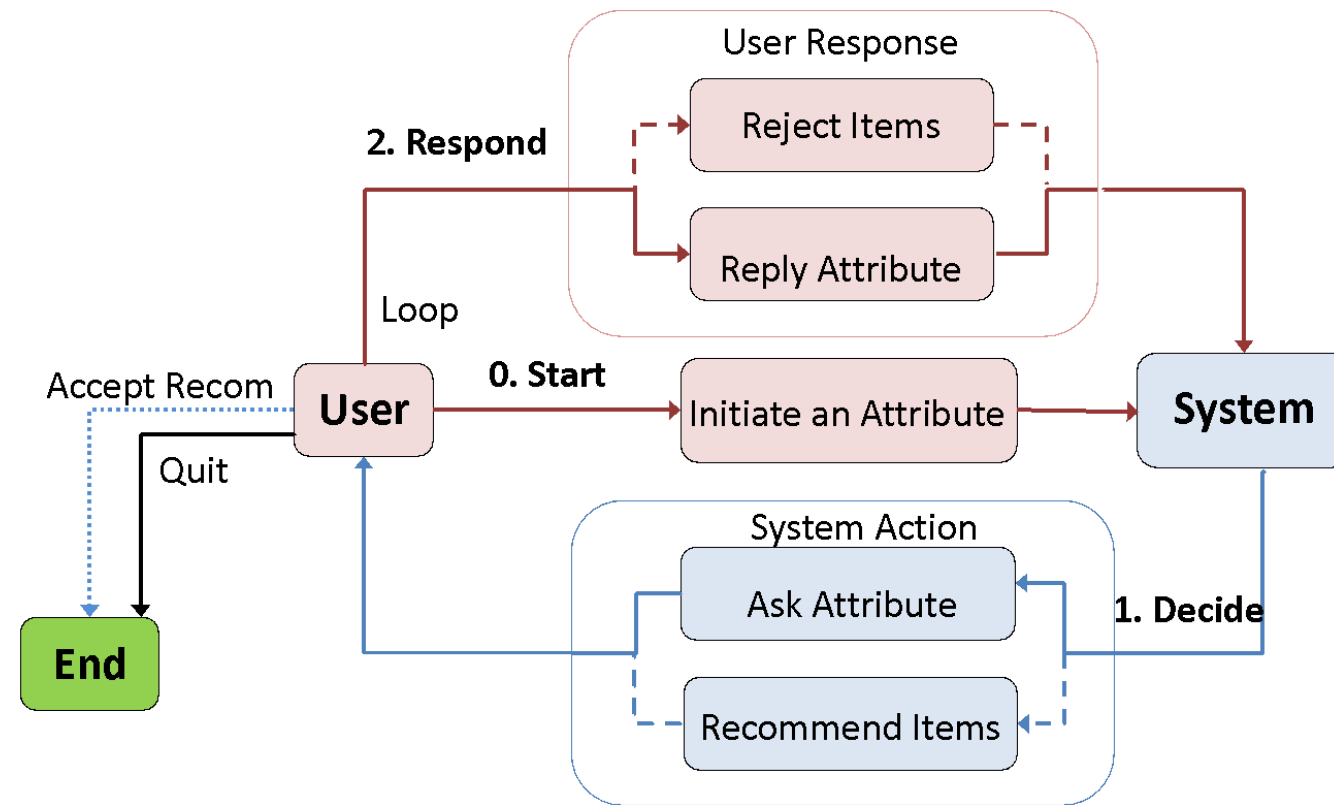 User Response
Reject Items
2. Respond
Reply Attribute
Loop
0. Start
Accept Recom
User
Initiate an Attribute
System
Quit
System Action
Ask Attribute
1. Decide
End
Recommend Items